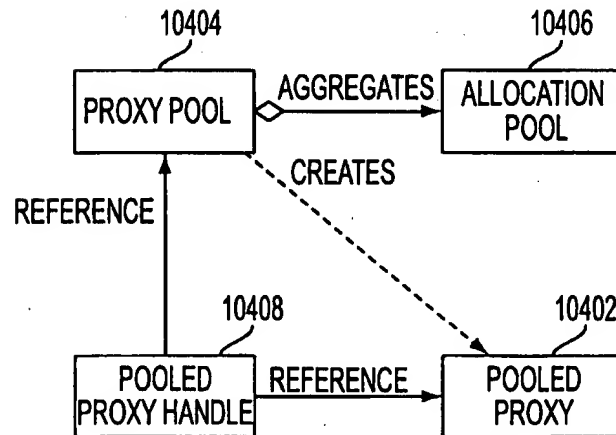 10404
10406
PROXY POOL
AGGREGATES
ALLOCATION
POOL
CREATES
REFERENCE
10408
10402
POOLED
PROXY HANDLE
REFERENCE
POOLED
PROXY